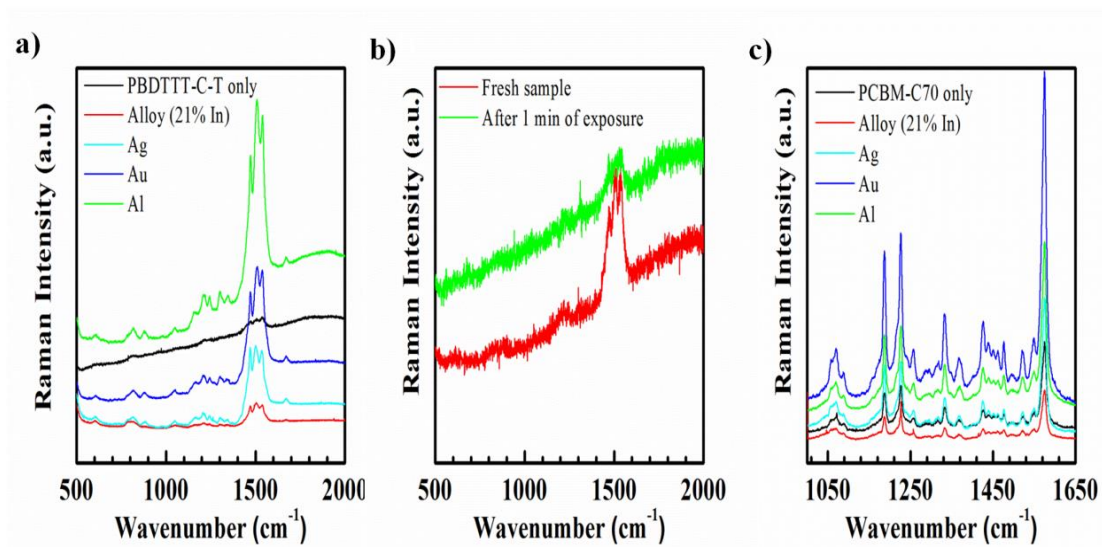 a)
PBDTTT-C-T only
Alloy (21% In)
Ag
Au
Al
Raman Intensity (a.u.)
500 1000 1500 2000
Wavenumber (cm-1)
b)
Fresh sample
After 1 min of exposure
Raman Intensity (a.u.)
500 1000 1500 2000
Wavenumber (cm-1)
c)
PCBM-C70 only
Alloy (21% In)
Ag
Au
Al
Raman Intensity (a.u.)
1050 1250 1450 1650
Wavenumber (cm-1)